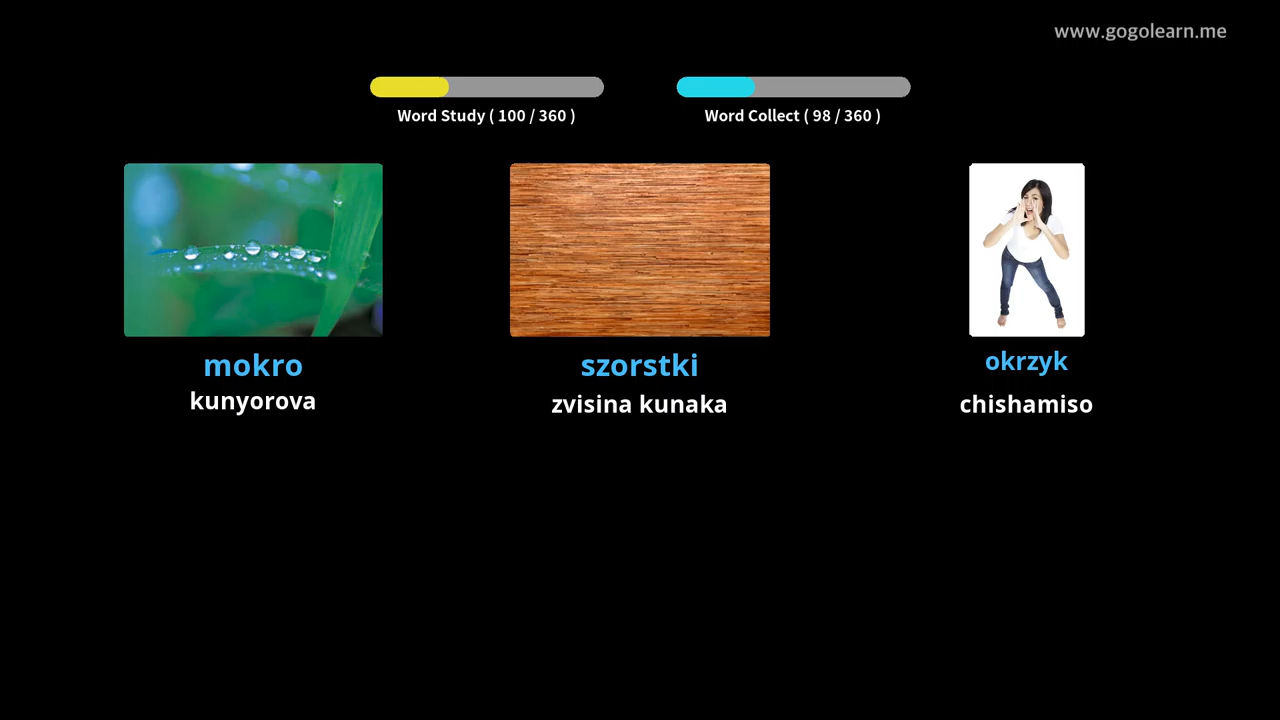 www.gogolearn.me
Word Study ( 100 / 360 )
Word Collect ( 98 / 360 )
mokro
kunyorova
szorstki
zvisina kunaka
okrzyk
chishamiso